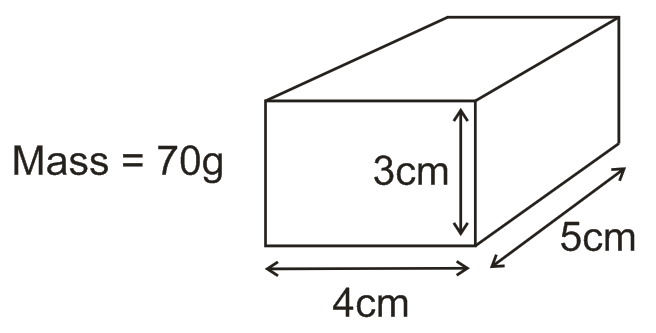 Mass = 70g
3cm
5cm
4cm